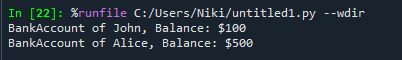 In [22]: %runfile C:/Users/Niki/untitled1.py --wdir
BankAccount of John, Balance: $100
BankAccount of Alice, Balance: $500